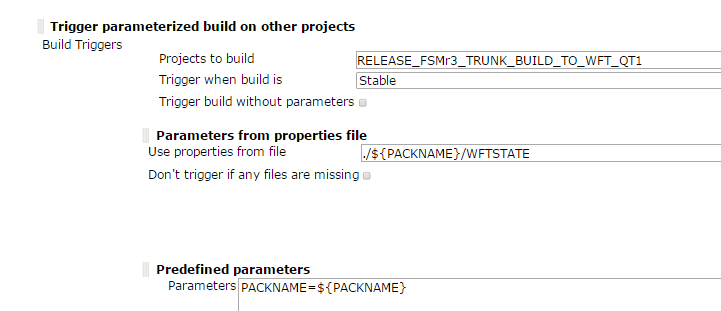 Trigger parameterized build on other projects
Build Triggers
Projects to build RELEASE_FSMr3_TRUNK_BUILD_TO_WFT_QT1
Trigger when build is Stable
Trigger build without parameters
Parameters from properties file
Use properties from file ./${PACKNAME}/WFTSTATE
Don't trigger if any files are missing
Predefined parameters
Parameters PACKNAME=${PACKNAME}